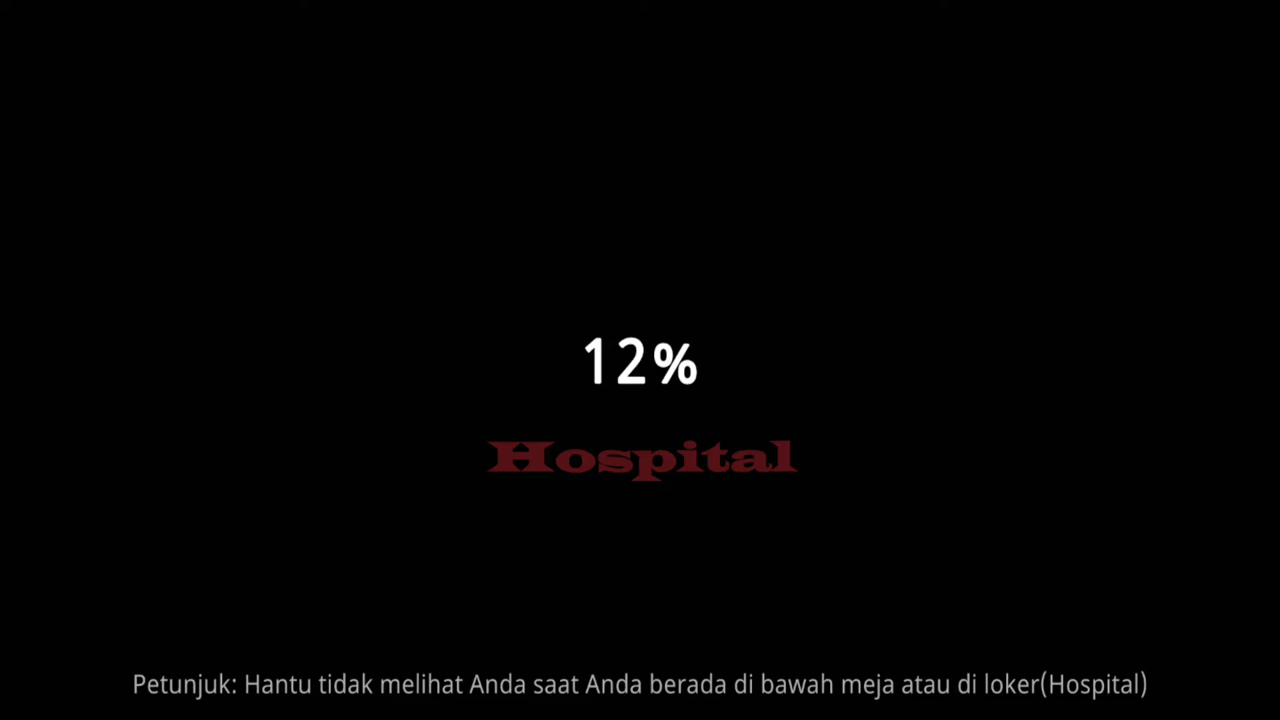 12%
Hospital
Petunjuk: Hantu tidak melihat Anda saat Anda berada di bawah meja atau di loker(Hospital)